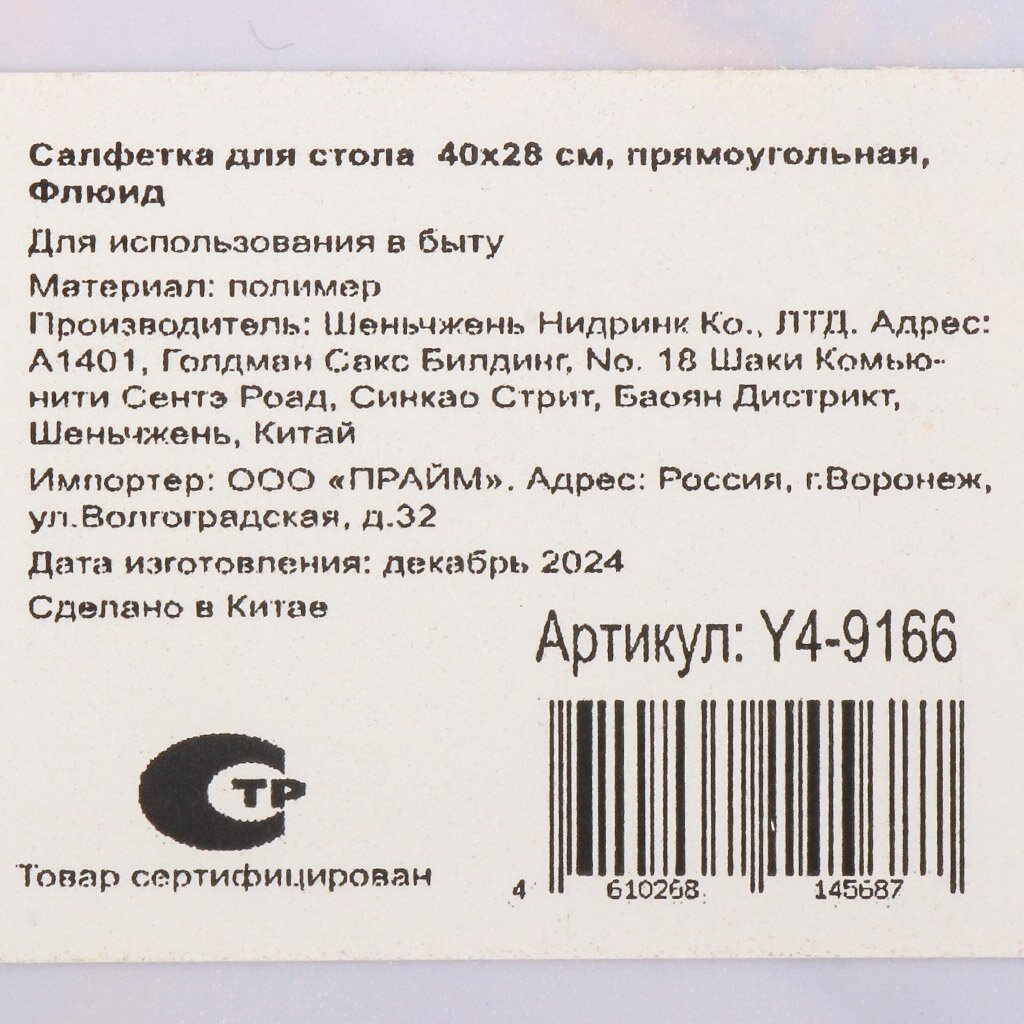 Салфетка для стола 40х28 см, прямоугольная,
Флюид
Для использования в быту
Материал: полимер
Производитель: Шеньчжень Нидринк Ко., ЛТД. Адрес:
А1401, Голдман Сакс Билдинг, No. 18 Шаки Комью-
нити Сентэ Роад, Синкао Стрит, Баоян Дистрикт,
Шеньчжень, Китай
Импортер: ООО «ПРАЙМ». Адрес: Россия, г.Воронеж,
ул.Волгоградская, д.32
Дата изготовления: декабрь 2024
Сделано в Китае
Артикул: Y4-9166
СТР
Товар сертифицирован
4 610268 145687